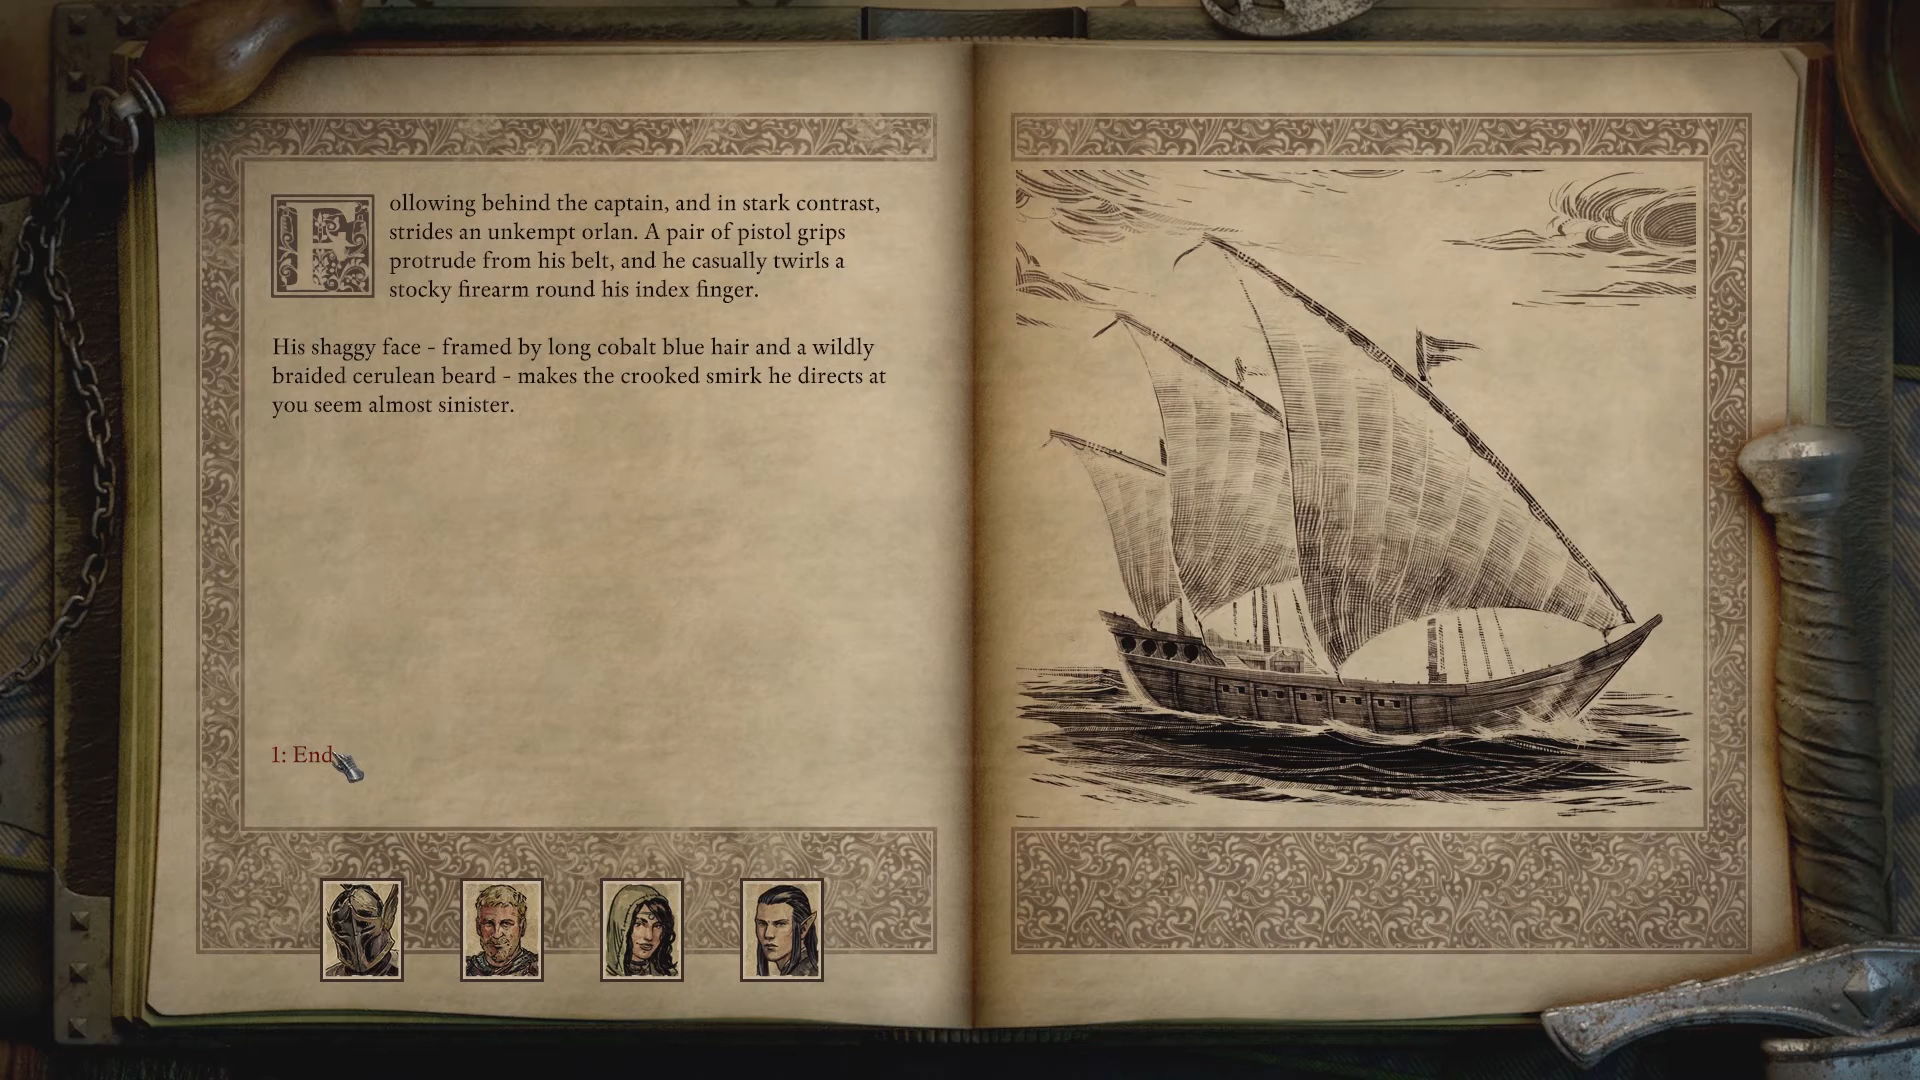 Following behind the captain, and in stark contrast,
strides an unkempt orlan. A pair of pistol grips
protrude from his belt, and he casually twirls a
stocky firearm round his index finger.
His shaggy face - framed by long cobalt blue hair and a wildly
braided cerulean beard - makes the crooked smirk he directs at
you seem almost sinister.
1: End